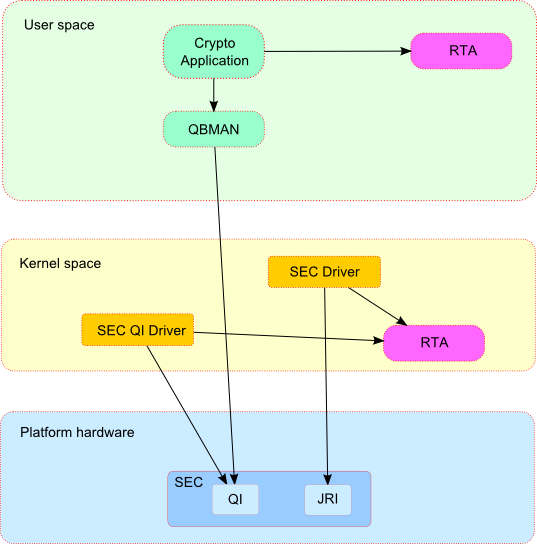 User space
Crypto
Application
RTA
QBMAN
Kernel space
SEC Driver
SEC QI Driver
RTA
Platform hardware
SEC
QI
JRI